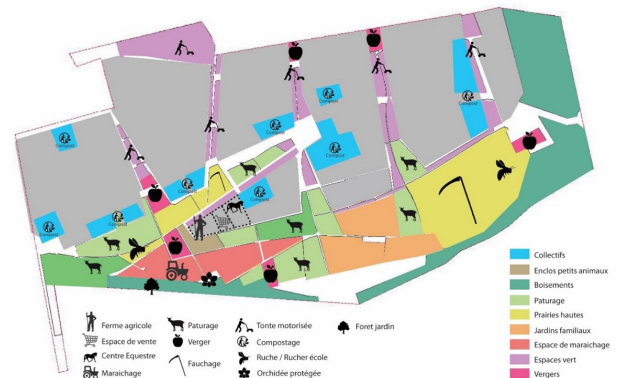 Compost
Compost
Compost
Compost
Compost
Compost
Compost
Compost
Compost
Collectifs
Enclos petits animaux
Boisements
Paturage
Prairies hautes
Jardins familiaux
Espace de maraichage
Espaces vert
Vergers
Ferme agricole
Paturage
Tonte motorisée
Foret jardin
Espace de vente
Verger
Compostage
Centre Equestre
Ruche / Rucher école
Maraichage
Fauchage
Orchidée protégée